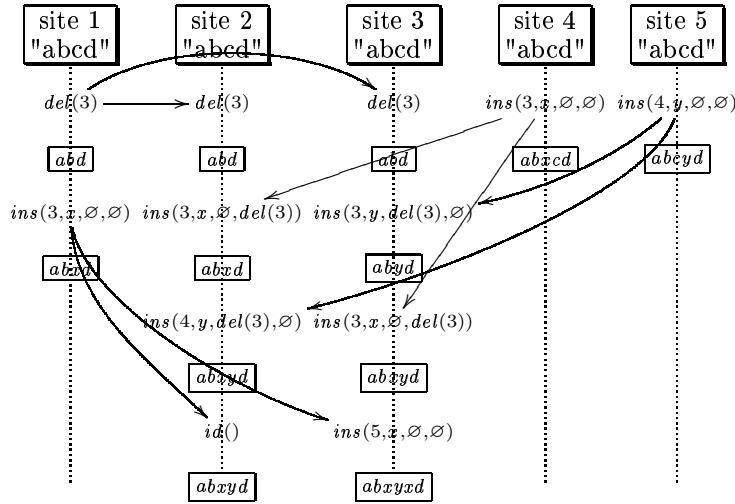 site 1 site 2 site 3 site 4 site 5
"abcd" "abcd" "abcd" "abcd" "abcd"
del(3) del(3) del(3) ins(3,x,∅,∅) ins(4,y,∅,∅)
abd abd abd abxcd abcyd
ins(3,x,∅,∅) ins(3,x,∅,del(3)) ins(3,y,del(3),∅)
abxd abxd abyd
ins(4,y,del(3),∅) ins(3,x,∅,del(3))
abxyd abxyd
id() ins(5,x,∅,∅)
abxyd abxyxd